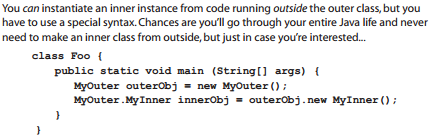 You can instantiate an inner instance from code running outside the outer class, but you
have to use a special syntax. Chances are you'll go through your entire Java life and never
need to make an inner class from outside, but just in case you're interested...
class Foo {
    public static void main (String[] args) {
        MyOuter outerObj = new MyOuter();
        MyOuter.MyInner innerObj = outerObj.new MyInner();
    }
}